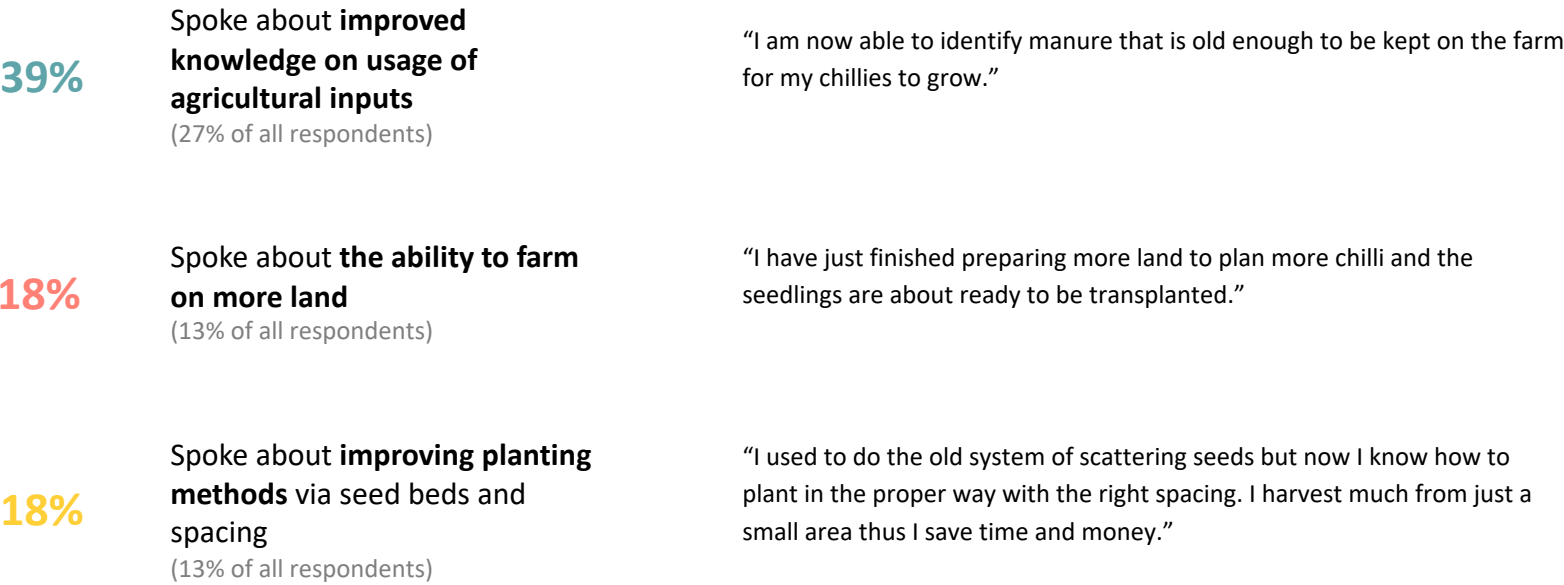 39%
Spoke about improved
knowledge on usage of
agricultural inputs
(27% of all respondents)
“I am now able to identify manure that is old enough to be kept on the farm
for my chillies to grow.”
18%
Spoke about the ability to farm
on more land
(13% of all respondents)
“I have just finished preparing more land to plan more chilli and the
seedlings are about ready to be transplanted.”
18%
Spoke about improving planting
methods via seed beds and
spacing
(13% of all respondents)
“I used to do the old system of scattering seeds but now I know how to
plant in the proper way with the right spacing. I harvest much from just a
small area thus I save time and money.”